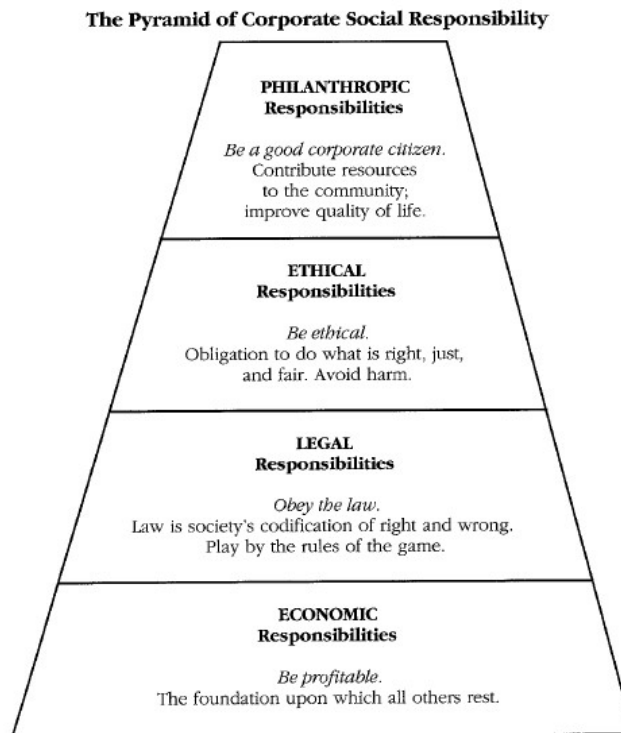 The Pyramid of Corporate Social Responsibility
PHILANTHROPIC
Responsibilities
Be a good corporate citizen.
Contribute resources
to the community;
improve quality of life.
ETHICAL
Responsibilities
Be ethical.
Obligation to do what is right, just,
and fair. Avoid harm.
LEGAL
Responsibilities
Obey the law.
Law is society's codification of right and wrong.
Play by the rules of the game.
ECONOMIC
Responsibilities
Be profitable.
The foundation upon which all others rest.